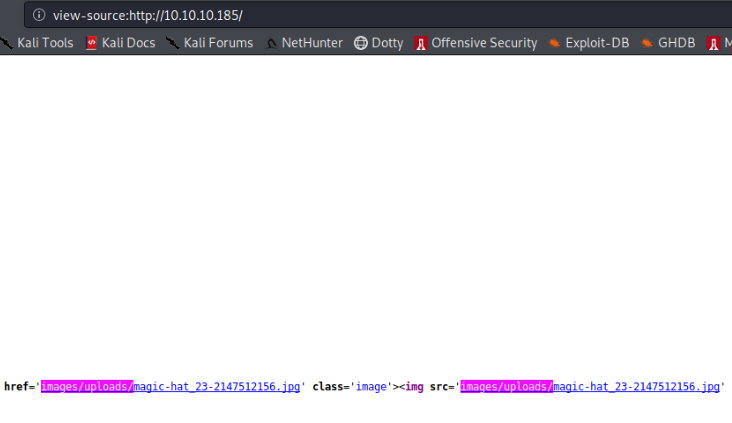 view-source:http://10.10.10.185/
Kali Tools Kali Docs Kali Forums NetHunter Dotty Offensive Security Exploit-DB GHDB M
href='images/uploads/magic-hat_23-2147512156.jpg' class='image'><img src='images/uploads/magic-hat_23-2147512156.jpg'